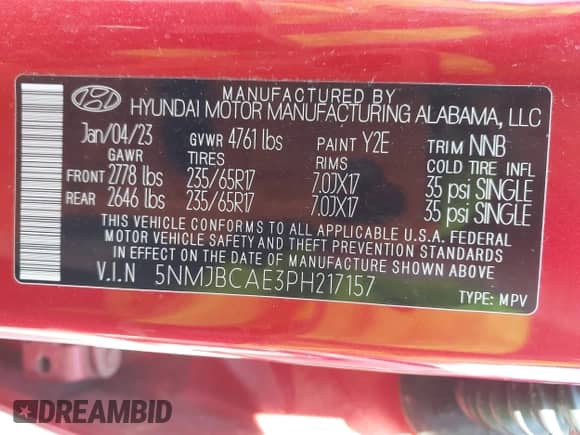 MANUFACTURED BY
HYUNDAI MOTOR MANUFACTURING ALABAMA, LLC
Jan/04/23 GVWR 4761 lbs PAINT Y2E TRIM NNB
GAWR TIRES RIMS COLD TIRE INFL
FRONT 2778 lbs 235/65R17 7.0JX17 35 psi SINGLE
REAR 2646 lbs 235/65R17 7.0JX17 35 psi SINGLE
THIS VEHICLE CONFORMS TO ALL APPLICABLE U.S.A. FEDERAL
MOTOR VEHICLE SAFETY AND THEFT PREVENTION STANDARDS
IN EFFECT ON THE DATE OF MANUFACTURE SHOWN ABOVE.
V.I.N 5NMJBCAE3PH217157
TYPE: MPV
DREAMBID